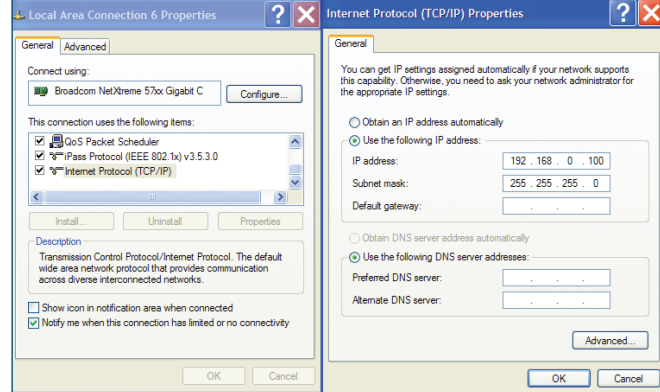 Local Area Connection 6 Properties
General
Advanced
Connect using:
Broadcom NetXtreme 57xx Gigabit C
Configure...
This connection uses the following items:
QoS Packet Scheduler
iPass Protocol (IEEE 802.1x) v3.5.3.0
Internet Protocol (TCP/IP)
Install...
Uninstall
Properties
Description
Transmission Control Protocol/Internet Protocol. The default
wide area network protocol that provides communication
across diverse interconnected networks.
Show icon in notification area when connected
Notify me when this connection has limited or no connectivity
OK
Cancel
Internet Protocol (TCP/IP) Properties
General
You can get IP settings assigned automatically if your network supports
this capability. Otherwise, you need to ask your network administrator for
the appropriate IP settings.
Obtain an IP address automatically
Use the following IP address:
IP address: 192 . 168 . 0 . 100
Subnet mask: 255 . 255 . 255 . 0
Default gateway: . . .
Obtain DNS server address automatically
Use the following DNS server addresses:
Preferred DNS server: . . .
Alternate DNS server: . . .
Advanced...
OK
Cancel